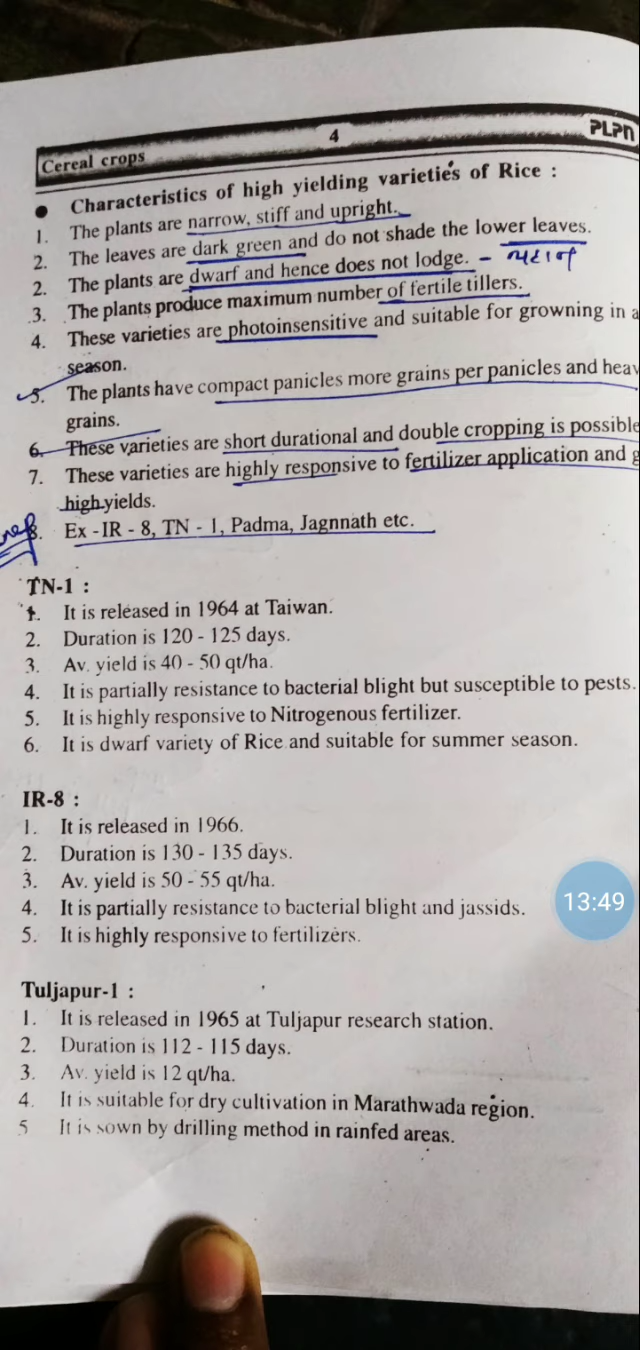 Cereal crops
4
PLPN
● Characteristics of high yielding varieties of Rice :
1. The plants are narrow, stiff and upright.
2. The leaves are dark green and do not shade the lower leaves.
2. The plants are dwarf and hence does not lodge. -
3. The plants produce maximum number of fertile tillers.
4. These varieties are photoinsensitive and suitable for growning in a
season.
5. The plants have compact panicles more grains per panicles and heav
grains.
6. These varieties are short durational and double cropping is possible
7. These varieties are highly responsive to fertilizer application and g
high yields.
8. Ex - IR - 8, TN - 1, Padma, Jagnnath etc.
TN-1 :
1. It is released in 1964 at Taiwan.
2. Duration is 120 - 125 days.
3. Av. yield is 40 - 50 qt/ha.
4. It is partially resistance to bacterial blight but susceptible to pests.
5. It is highly responsive to Nitrogenous fertilizer.
6. It is dwarf variety of Rice and suitable for summer season.
IR-8 :
1. It is released in 1966.
2. Duration is 130 - 135 days.
3. Av. yield is 50 - 55 qt/ha.
4. It is partially resistance to bacterial blight and jassids.
5. It is highly responsive to fertilizers.
13:49
Tuljapur-1 :
1. It is released in 1965 at Tuljapur research station.
2. Duration is 112 - 115 days.
3. Av. yield is 12 qt/ha.
4. It is suitable for dry cultivation in Marathwada region.
5 It is sown by drilling method in rainfed areas.